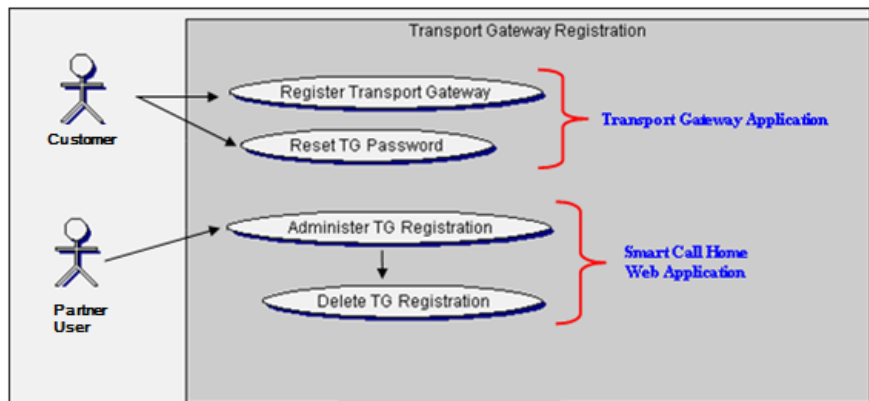 Transport Gateway Registration
Customer
Register Transport Gateway
Reset TG Password
Transport Gateway Application
Partner
User
Administer TG Registration
Delete TG Registration
Smart Call Home
Web Application